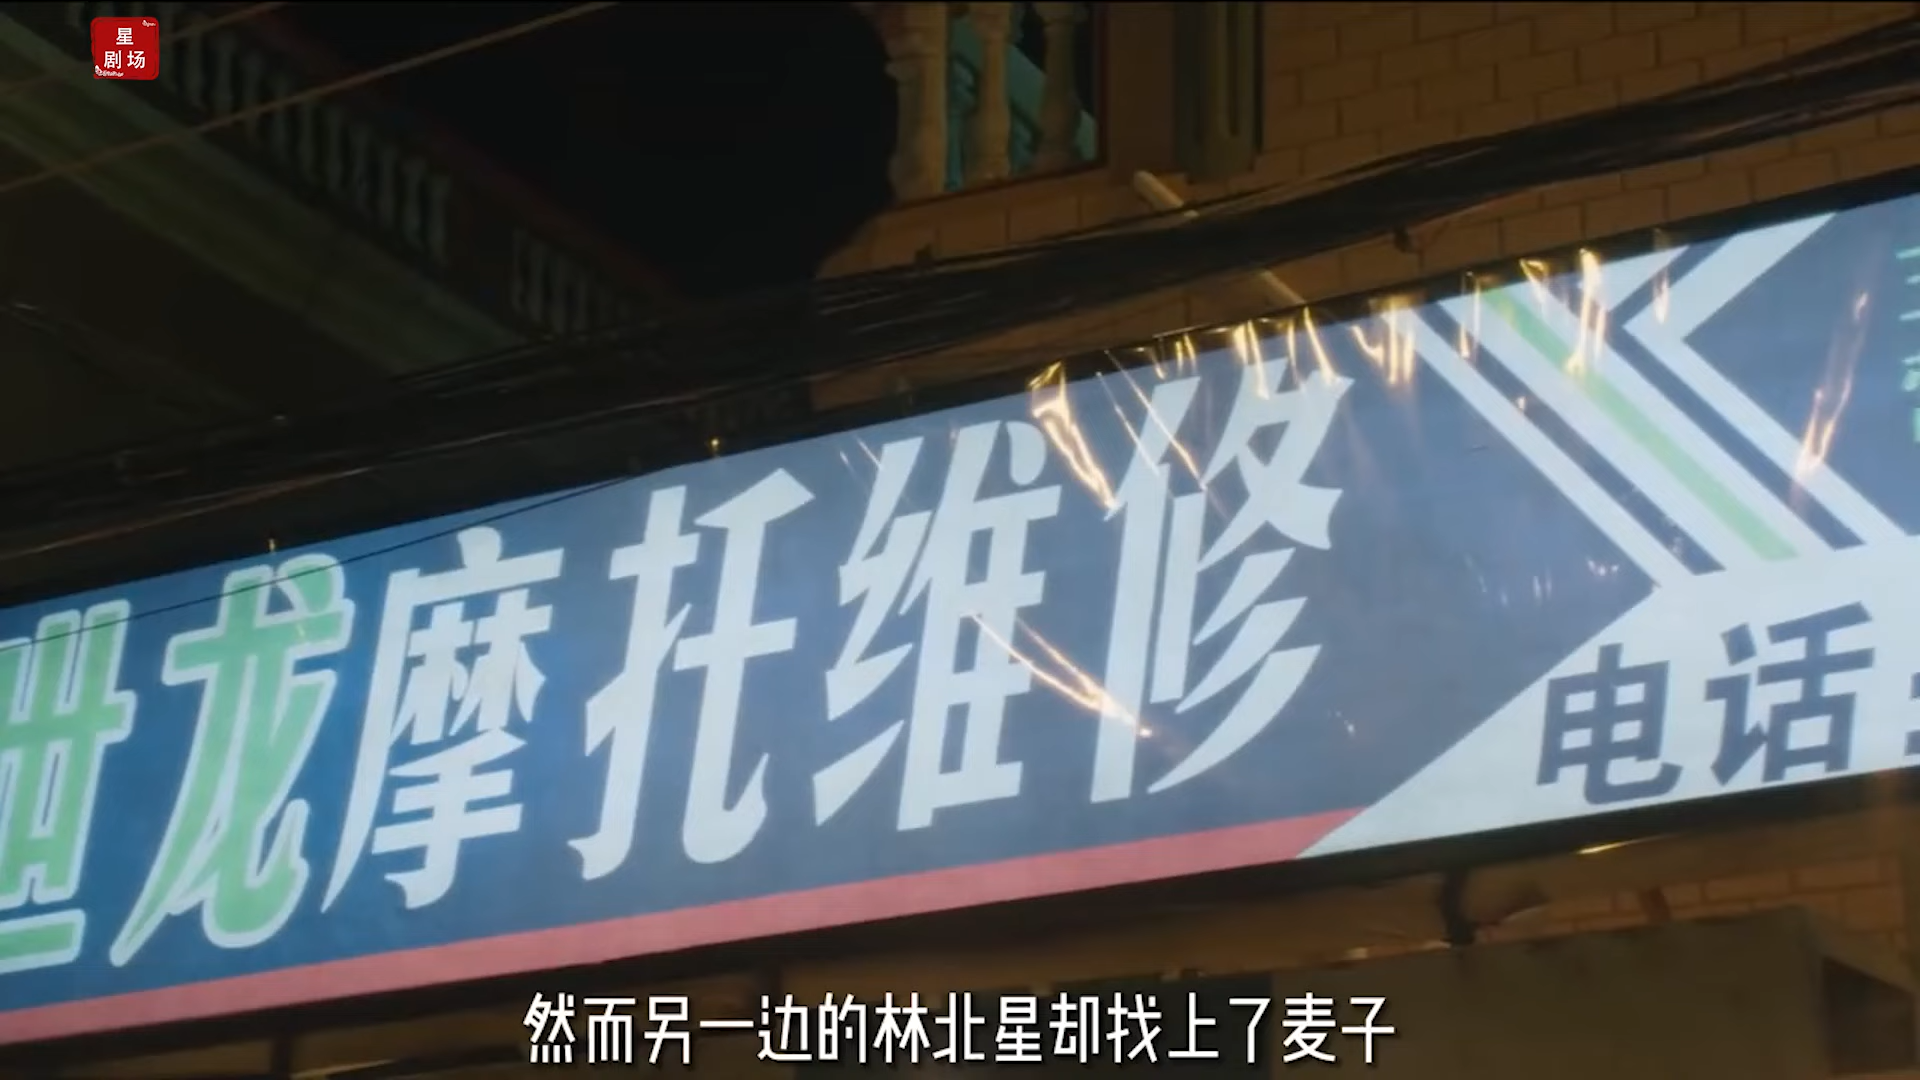 星
剧场
世龙摩托维修
电话:
然而另一边的林北星却找上了麦子